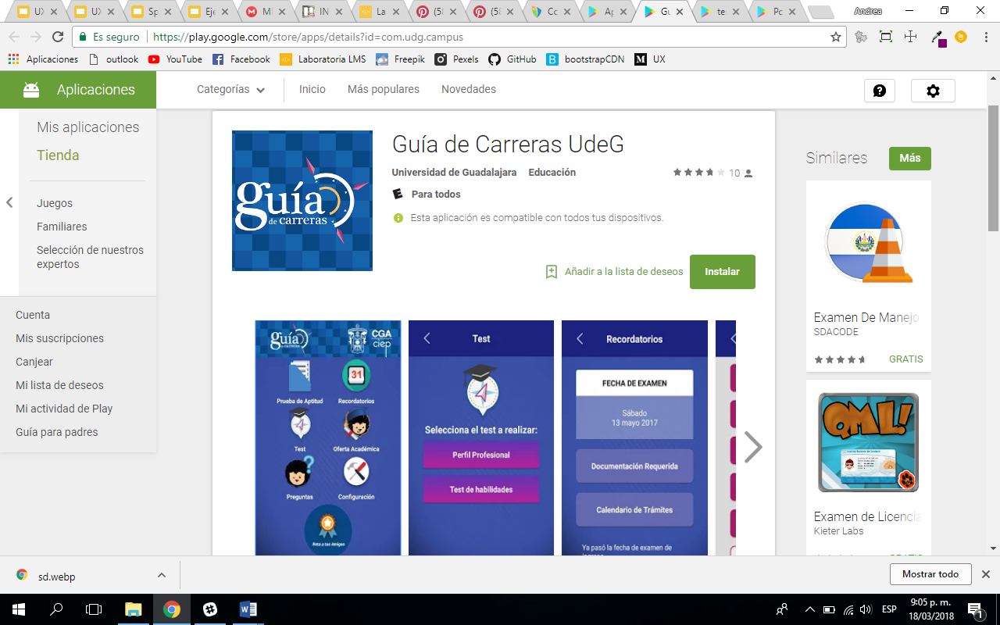 UX
UX
Sp
Eje
MI
IN
La
(5
(5
Co
Ap
Gu
te
Pc
Andrea
Es seguro
https://play.google.com/store/apps/details?id=com.udg.campus
Aplicaciones
outlook
YouTube
Facebook
Laboratoria LMS
Freepik
Pexels
GitHub
bootstrapCDN
UX
Aplicaciones
Categorías
Inicio
Más populares
Novedades
Mis aplicaciones
Tienda
Juegos
Familiares
Selección de nuestros
expertos
Cuenta
Mis suscripciones
Canjear
Mi lista de deseos
Mi actividad de Play
Guía para padres
guía
de carreras
Guía de Carreras UdeG
Universidad de Guadalajara Educación
10
Para todos
Esta aplicación es compatible con todos tus dispositivos.
Añadir a la lista de deseos
Instalar
guía
de carreras
CGA
ciep
31
Prueba de Aptitud
Recordatorios
Test
Oferta Académica
Preguntas
Configuración
Reta a tus Amigos
Test
Selecciona el test a realizar:
Perfil Profesional
Test de habilidades
Recordatorios
FECHA DE EXAMEN
Sábado
13 mayo 2017
Documentación Requerida
Calendario de Trámites
Ya pasó la fecha de examen de
Similares
Más
Examen De Manejo
SDACODE
GRATIS
QML!
Examen de Licencia
Kieter Labs
GRATIS
sd.webp
Mostrar todo
ESP
9:05 p. m.
18/03/2018
1